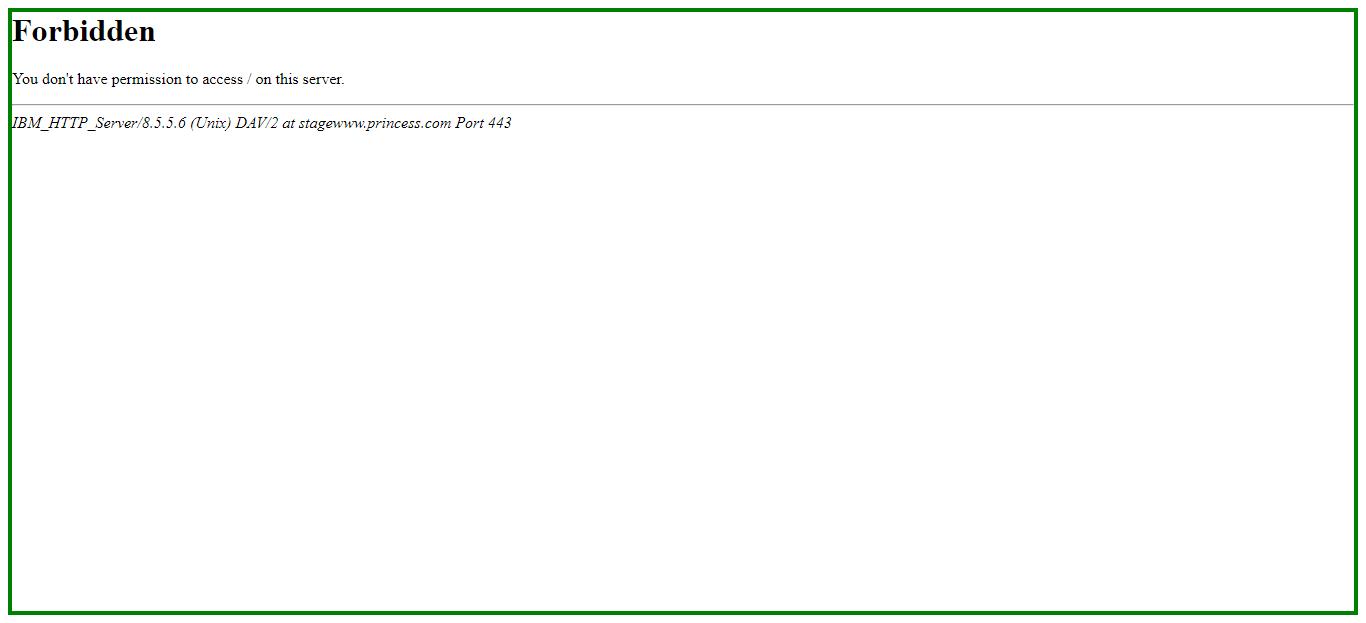 Forbidden
You don't have permission to access / on this server.
IBM_HTTP_Server/8.5.5.6 (Unix) DAV/2 at stagewww.princess.com Port 443